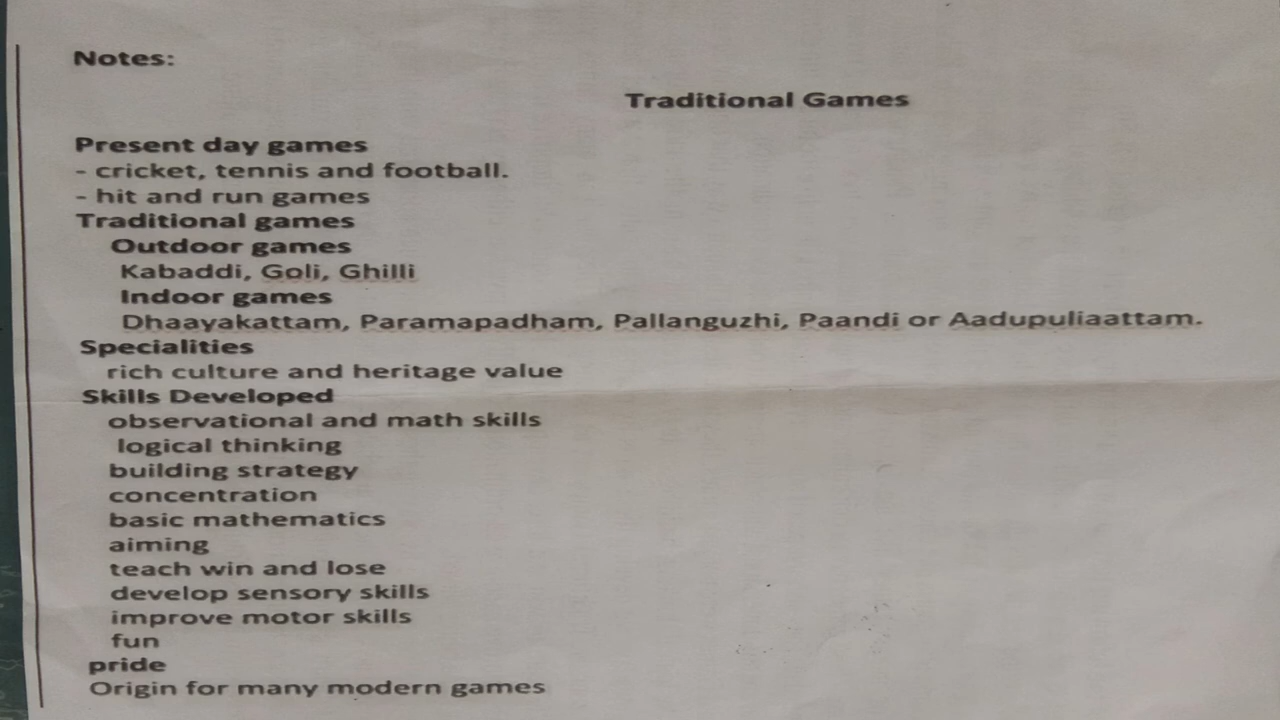 Notes:
Traditional Games
Present day games
- cricket, tennis and football.
- hit and run games
Traditional games
Outdoor games
Kabaddi, Goli, Ghilli
Indoor games
Dhaayakattam, Paramapadham, Pallanguzhi, Paandi or Aadupuliaattam.
Specialities
rich culture and heritage value
Skills Developed
observational and math skills
logical thinking
building strategy
concentration
basic mathematics
aiming
teach win and lose
develop sensory skills
improve motor skills
fun
pride
Origin for many modern games